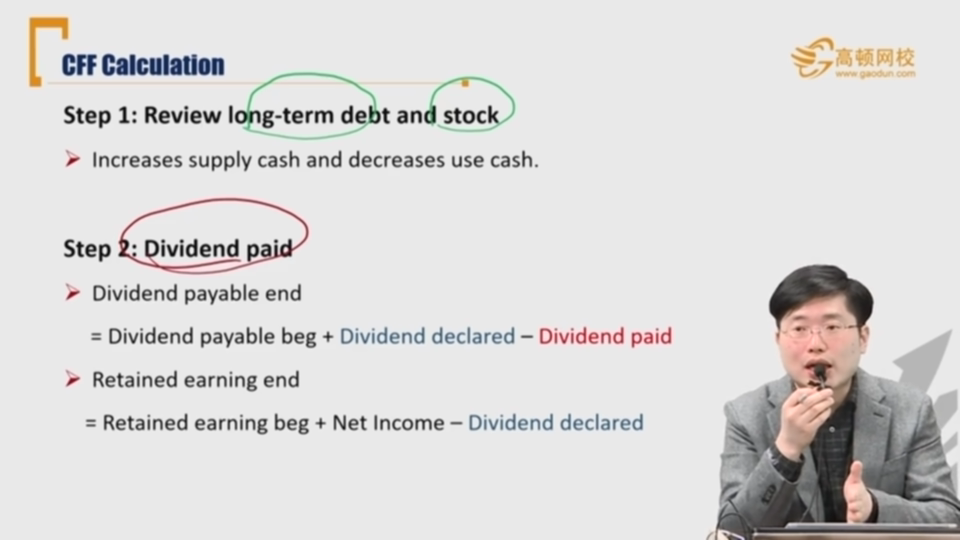 CFF Calculation
高顿网校
www.gaodun.com
Step 1: Review long-term debt and stock
Increases supply cash and decreases use cash.
Step 2: Dividend paid
Dividend payable end
= Dividend payable beg + Dividend declared – Dividend paid
Retained earning end
= Retained earning beg + Net Income – Dividend declared